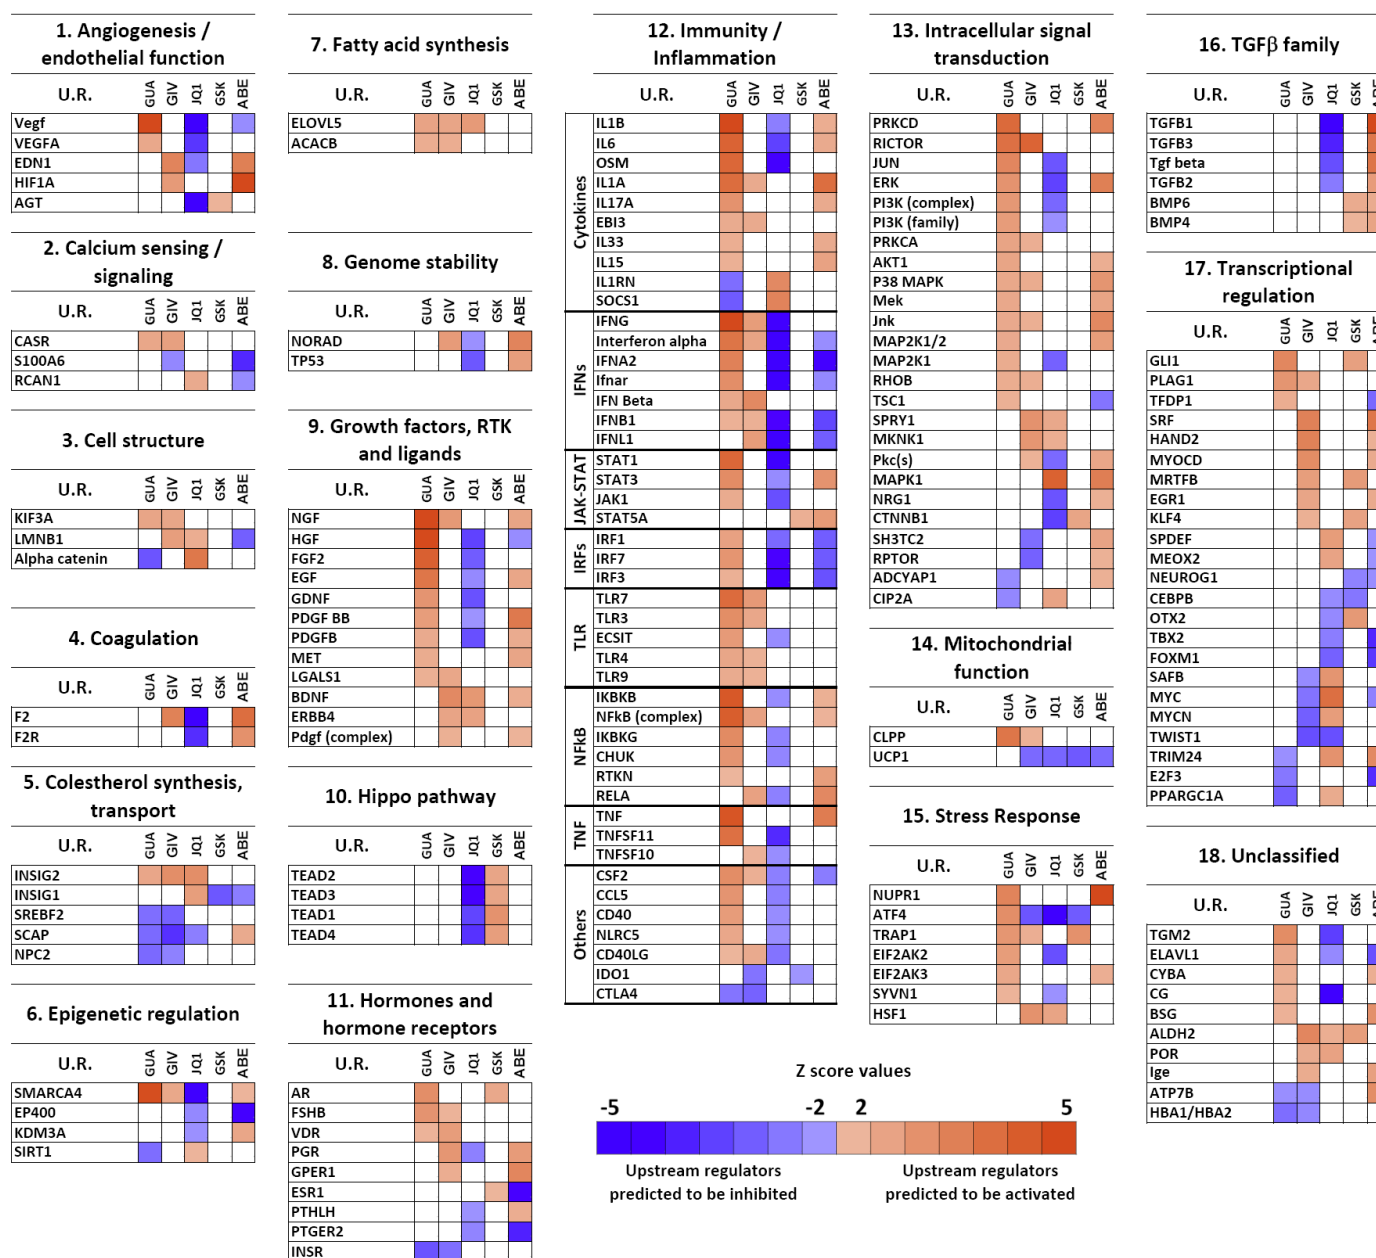 1. Angiogenesis /
endothelial function
U.R. GUA GIV JQ1 GSK ABE
Vegf
VEGFA
EDN1
HIF1A
AGT
2. Calcium sensing /
signaling
U.R. GUA GIV JQ1 GSK ABE
CASR
S100A6
RCAN1
3. Cell structure
U.R. GUA GIV JQ1 GSK ABE
KIF3A
LMNB1
Alpha catenin
4. Coagulation
U.R. GUA GIV JQ1 GSK ABE
F2
F2R
5. Colestherol synthesis,
transport
U.R. GUA GIV JQ1 GSK ABE
INSIG2
INSIG1
SREBF2
SCAP
NPC2
6. Epigenetic regulation
U.R. GUA GIV JQ1 GSK ABE
SMARCA4
EP400
KDM3A
SIRT1
7. Fatty acid synthesis
U.R. GUA GIV JQ1 GSK ABE
ELOVL5
ACACB
8. Genome stability
U.R. GUA GIV JQ1 GSK ABE
NORAD
TP53
9. Growth factors, RTK
and ligands
U.R. GUA GIV JQ1 GSK ABE
NGF
HGF
FGF2
EGF
GDNF
PDGF BB
PDGFB
MET
LGALS1
BDNF
ERBB4
Pdgf (complex)
10. Hippo pathway
U.R. GUA GIV JQ1 GSK ABE
TEAD2
TEAD3
TEAD1
TEAD4
11. Hormones and
hormone receptors
U.R. GUA GIV JQ1 GSK ABE
AR
FSHB
VDR
PGR
GPER1
ESR1
PTHLH
PTGER2
INSR
12. Immunity /
Inflammation
U.R. GUA GIV JQ1 GSK ABE
Cytokines
IL1B
IL6
OSM
IL1A
IL17A
EBI3
IL33
IL15
IL1RN
SOCS1
IFNs
IFNG
Interferon alpha
IFNA2
Ifnar
IFN Beta
IFNB1
IFNL1
JAK-STAT
STAT1
STAT3
JAK1
STAT5A
IRFs
IRF1
IRF7
IRF3
TLR
TLR7
TLR3
ECSIT
TLR4
TLR9
NFkB
IKBKB
NFkB (complex)
IKBKG
CHUK
RTKN
RELA
TNF
TNF
TNFSF11
TNFSF10
Others
CSF2
CCL5
CD40
NLRC5
CD40LG
IDO1
CTLA4
13. Intracellular signal
transduction
U.R. GUA GIV JQ1 GSK ABE
PRKCD
RICTOR
JUN
ERK
PI3K (complex)
PI3K (family)
PRKCA
AKT1
P38 MAPK
Mek
Jnk
MAP2K1/2
MAP2K1
RHOB
TSC1
SPRY1
MKNK1
Pkc(s)
MAPK1
NRG1
CTNNB1
SH3TC2
RPTOR
ADCYAP1
CIP2A
14. Mitochondrial
function
U.R. GUA GIV JQ1 GSK ABE
CLPP
UCP1
15. Stress Response
U.R. GUA GIV JQ1 GSK ABE
NUPR1
ATF4
TRAP1
EIF2AK2
EIF2AK3
SYVN1
HSF1
16. TGFβ family
U.R. GUA GIV JQ1 GSK ABE
TGFB1
TGFB3
Tgf beta
TGFB2
BMP6
BMP4
17. Transcriptional
regulation
U.R. GUA GIV JQ1 GSK ABE
GLI1
PLAG1
TFDP1
SRF
HAND2
MYOCD
MRTFB
EGR1
KLF4
SPDEF
MEOX2
NEUROG1
CEBPB
OTX2
TBX2
FOXM1
SAFB
MYC
MYCN
TWIST1
TRIM24
E2F3
PPARGC1A
18. Unclassified
U.R. GUA GIV JQ1 GSK ABE
TGM2
ELAVL1
CYBA
CG
BSG
ALDH2
POR
Ige
ATP7B
HBA1/HBA2
Z score values
-5 -2 2 5
Upstream regulators
predicted to be inhibited
Upstream regulators
predicted to be activated